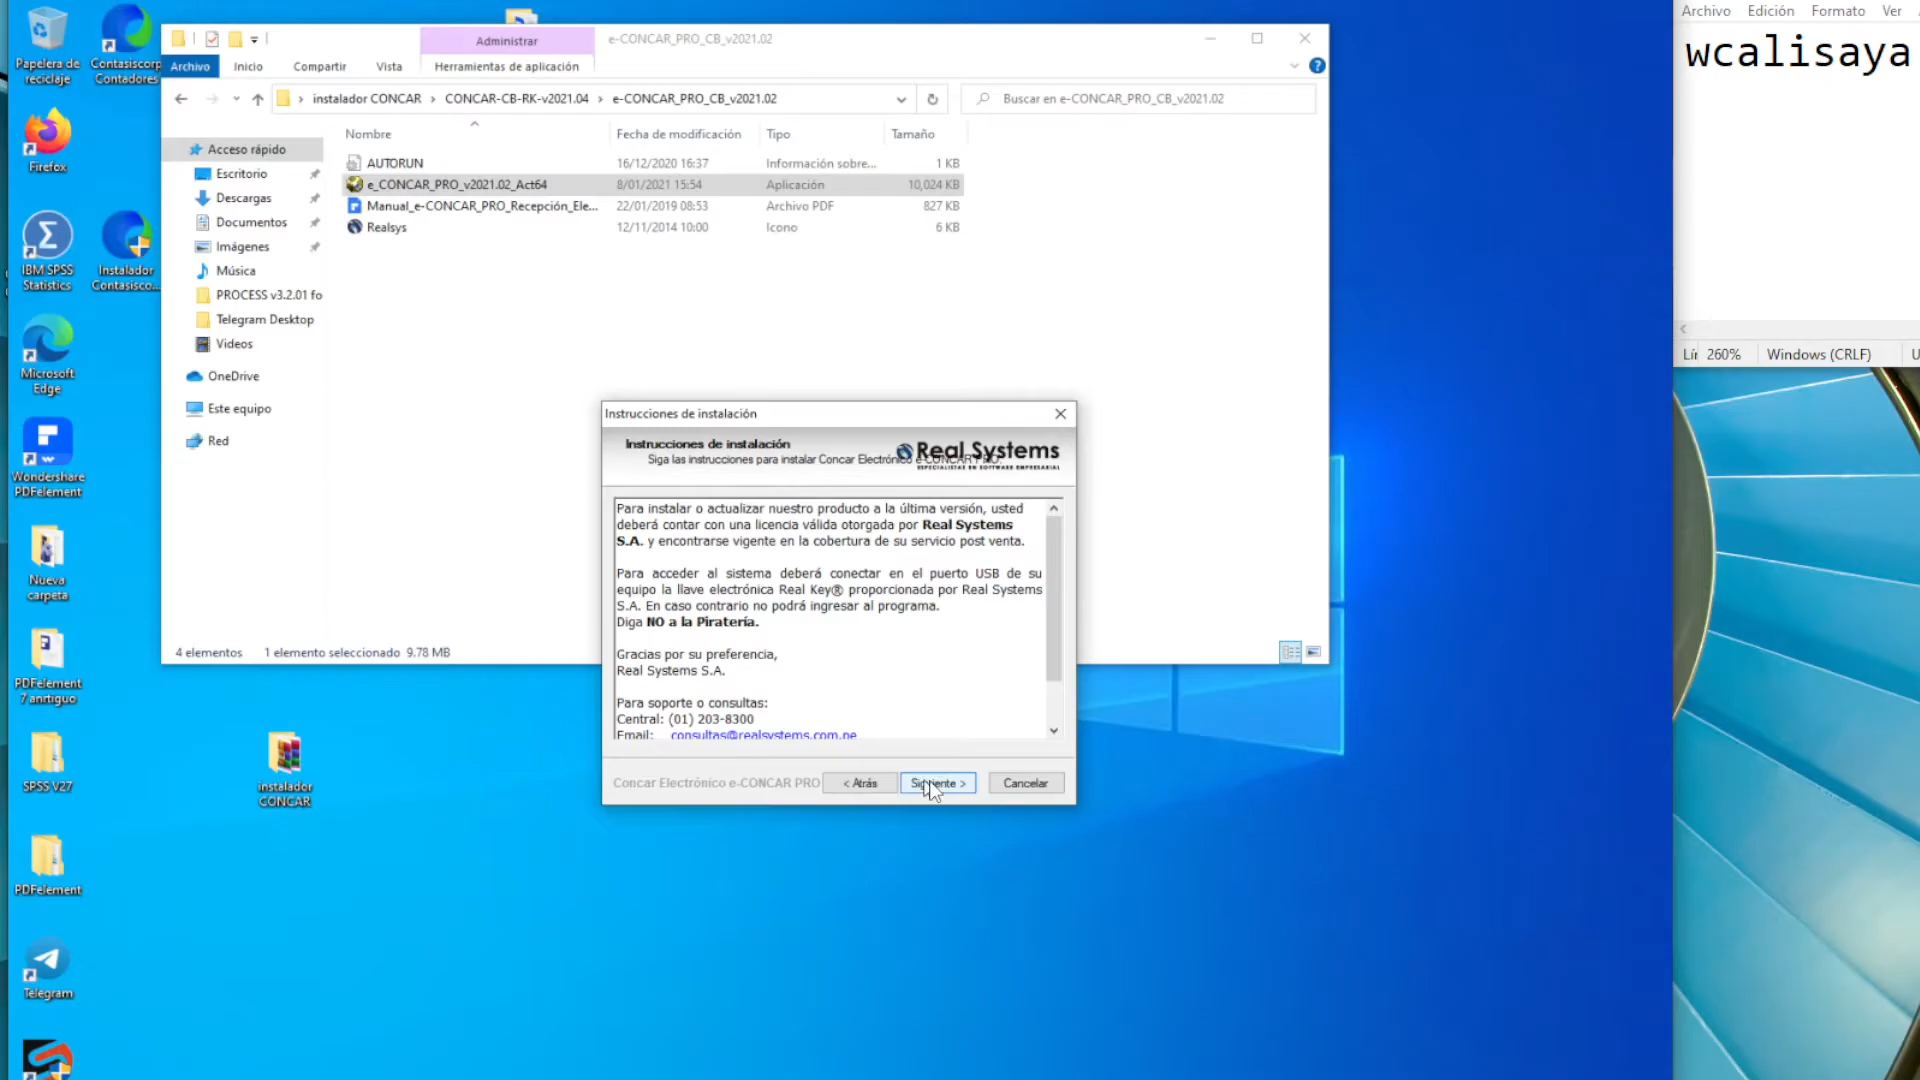 Papelera de
reciclaje
Contasiscorp
Contadores
Firefox
IBM SPSS
Statistics
Instalador
Contasisco...
Microsoft
Edge
Wondershare
PDFelement
Nueva
carpeta
PDFelement
7 anrtiguo
SPSS V27
instalador
CONCAR
PDFelement
Telegram
Administrar
e-CONCAR_PRO_CB_v2021.02
Archivo
Inicio
Compartir
Vista
Herramientas de aplicación
instalador CONCAR > CONCAR-CB-RK-v2021.04 > e-CONCAR_PRO_CB_v2021.02
Buscar en e-CONCAR_PRO_CB_v2021.02
Acceso rápido
Escritorio
Descargas
Documentos
Imágenes
Música
PROCESS v3.2.01 fo
Telegram Desktop
Videos
OneDrive
Este equipo
Red
Nombre Fecha de modificación Tipo Tamaño
AUTORUN 16/12/2020 16:37 Información sobre... 1 KB
e_CONCAR_PRO_v2021.02_Act64 8/01/2021 15:54 Aplicación 10,024 KB
Manual_e-CONCAR_PRO_Recepción_Ele... 22/01/2019 08:53 Archivo PDF 827 KB
Realsys 12/11/2014 10:00 Icono 6 KB
4 elementos 1 elemento seleccionado 9.78 MB
Instrucciones de instalación
Instrucciones de instalación
Siga las instrucciones para instalar Concar Electrónico e-CONCAR PRO.
Real Systems
ESPECIALISTAS EN SOFTWARE EMPRESARIAL
Para instalar o actualizar nuestro producto a la última versión, usted
deberá contar con una licencia válida otorgada por Real Systems
S.A. y encontrarse vigente en la cobertura de su servicio post venta.
Para acceder al sistema deberá conectar en el puerto USB de su
equipo la llave electrónica Real Key® proporcionada por Real Systems
S.A. En caso contrario no podrá ingresar al programa.
Diga NO a la Piratería.
Gracias por su preferencia,
Real Systems S.A.
Para soporte o consultas:
Central: (01) 203-8300
Email: consultas@realsystems.com.pe
Concar Electrónico e-CONCAR PRO
< Atrás
Siguiente >
Cancelar
Archivo Edición Formato Ver
wcalisaya
260%
Windows (CRLF)